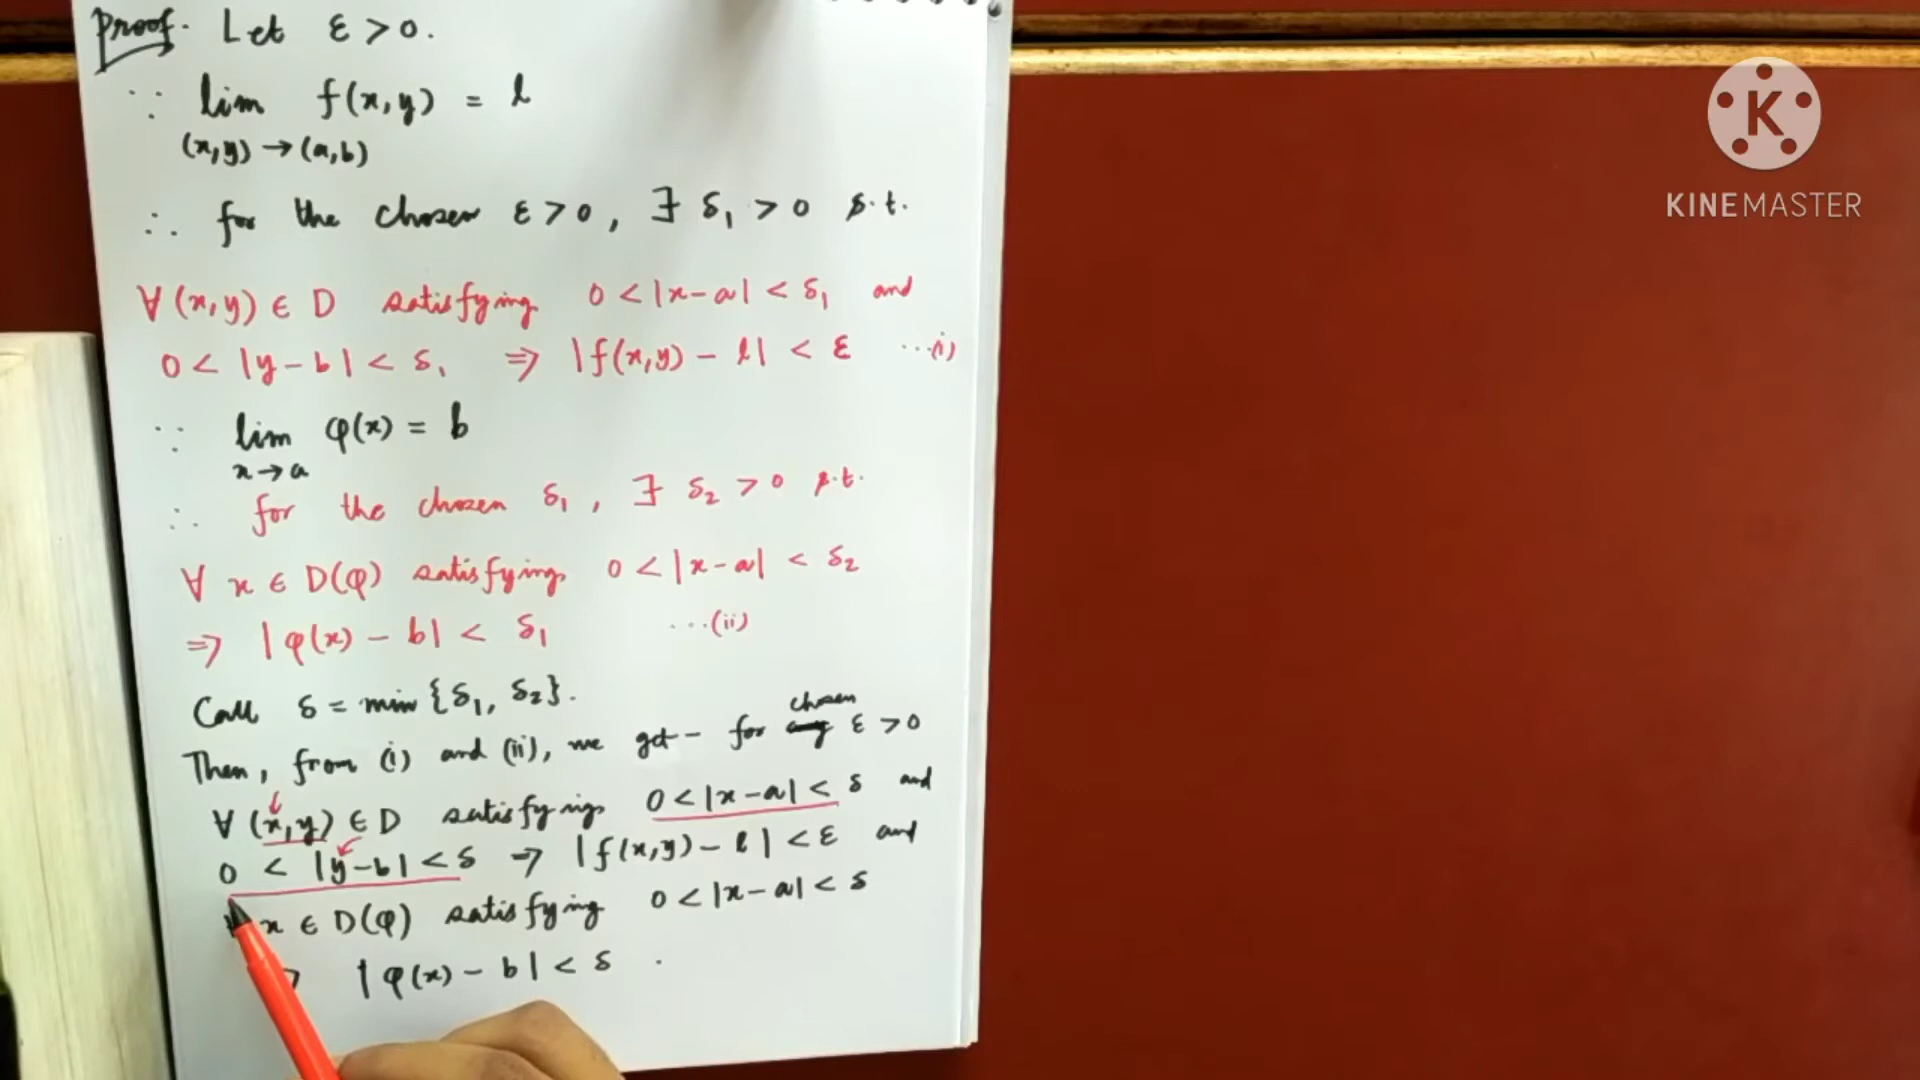 Proof. Let ε > 0.
∵ lim f(x,y) = l
(x,y) → (a,b)
∴ for the chosen ε > 0, ∃ δ₁ > 0 s.t.
∀ (x,y) ∈ D satisfying 0 < |x-a| < δ₁ and
0 < |y-b| < δ₁ ⇒ |f(x,y) - l| < ε ...(i)
∵ lim φ(x) = b
x → a
∴ for the chosen δ₁, ∃ δ₂ > 0 s.t.
∀ x ∈ D(φ) satisfying 0 < |x-a| < δ₂
⇒ |φ(x) - b| < δ₁ ...(ii)
Call δ = min {δ₁, δ₂}.
chosen
Then, from (i) and (ii), we get - for any ε > 0
∀ (x,y) ∈ D satisfying 0 < |x-a| < δ and
0 < |y-b| < δ ⇒ |f(x,y) - l| < ε and
x ∈ D(φ) satisfying 0 < |x-a| < δ
|φ(x) - b| < δ .
K
KINEMASTER